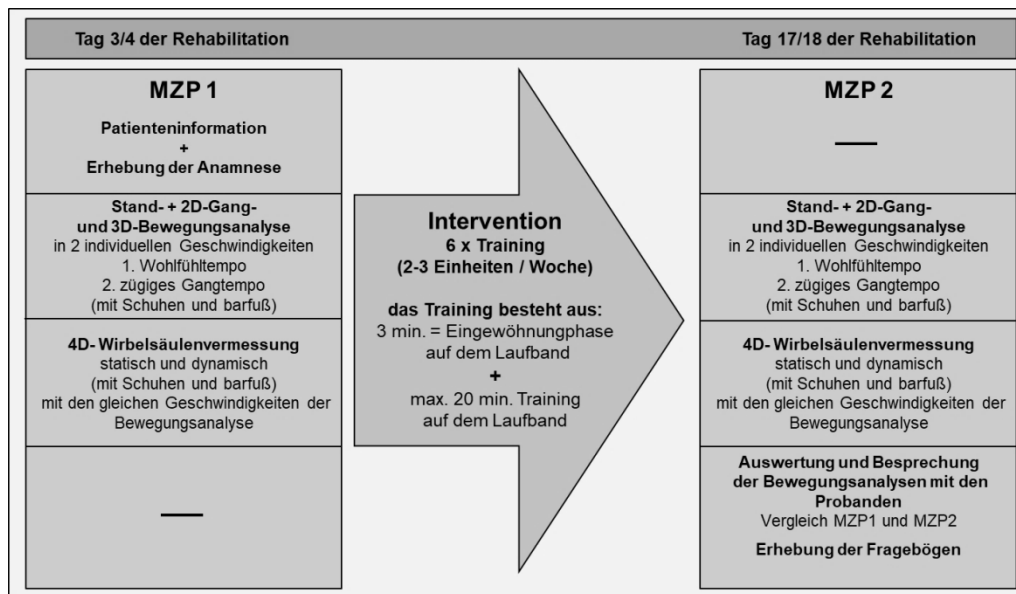 Tag 3/4 der Rehabilitation
Tag 17/18 der Rehabilitation
MZP 1
Patienteninformation
+
Erhebung der Anamnese
Stand- + 2D-Gang-
und 3D-Bewegungsanalyse
in 2 individuellen Geschwindigkeiten
1. Wohlfühltempo
2. zügiges Gangtempo
(mit Schuhen und barfuß)
4D- Wirbelsäulenvermessung
statisch und dynamisch
(mit Schuhen und barfuß)
mit den gleichen Geschwindigkeiten der
Bewegungsanalyse
Intervention
6 x Training
(2-3 Einheiten / Woche)
das Training besteht aus:
3 min. = Eingewöhnungphase
auf dem Laufband
+
max. 20 min. Training
auf dem Laufband
MZP 2
Stand- + 2D-Gang-
und 3D-Bewegungsanalyse
in 2 individuellen Geschwindigkeiten
1. Wohlfühltempo
2. zügiges Gangtempo
(mit Schuhen und barfuß)
4D- Wirbelsäulenvermessung
statisch und dynamisch
(mit Schuhen und barfuß)
mit den gleichen Geschwindigkeiten der
Bewegungsanalyse
Auswertung und Besprechung
der Bewegungsanalysen mit den
Probanden
Vergleich MZP1 und MZP2
Erhebung der Fragebögen